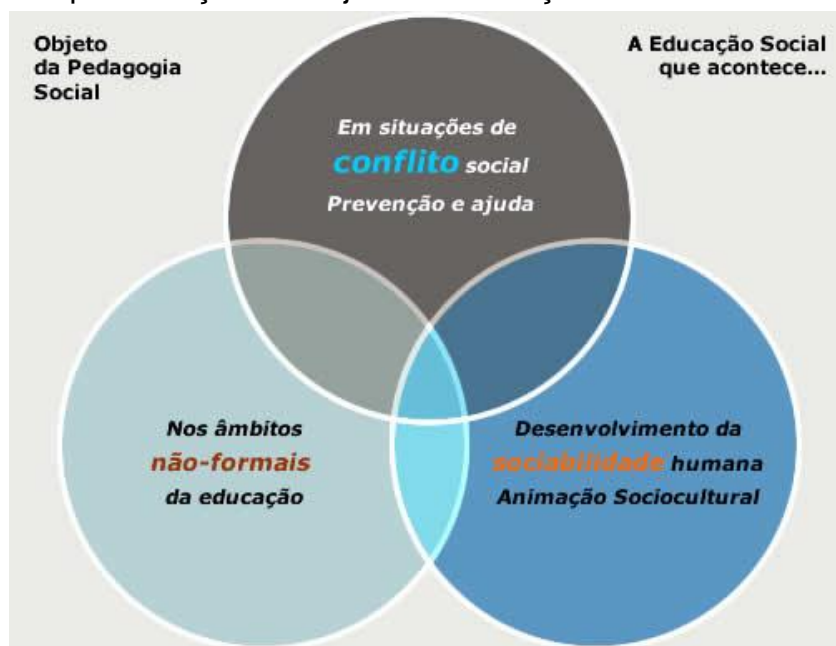 Objeto
da Pedagogia
Social
A Educação Social
que acontece...
Em situações de
conflito social
Prevenção e ajuda
Nos âmbitos
não-formais
da educação
Desenvolvimento da
sociabilidade humana
Animação Sociocultural